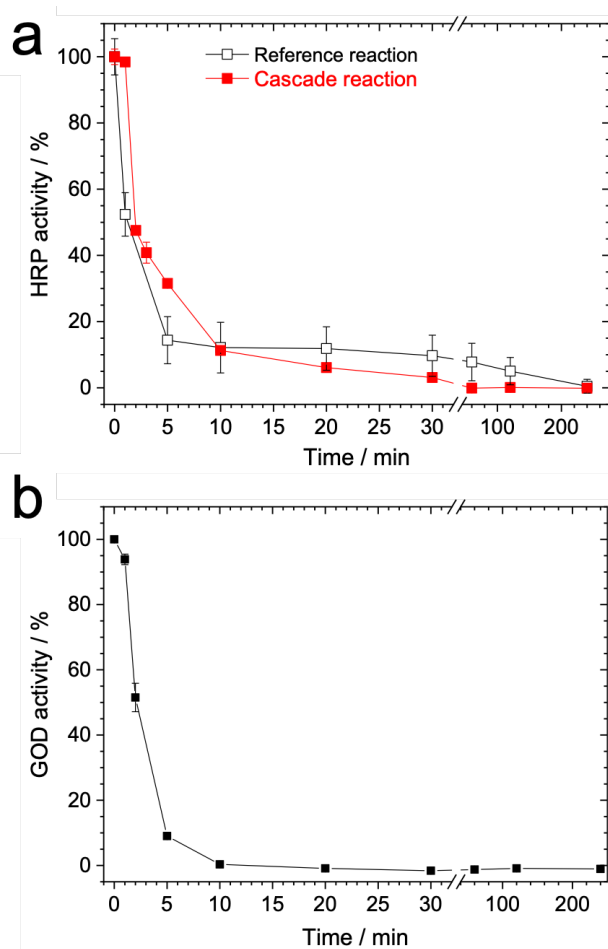 a
Reference reaction
Cascade reaction
HRP activity / %
100
80
60
40
20
0
0 5 10 15 20 25 30 100 200
Time / min
b
GOD activity / %
100
80
60
40
20
0
0 5 10 15 20 25 30 100 200
Time / min